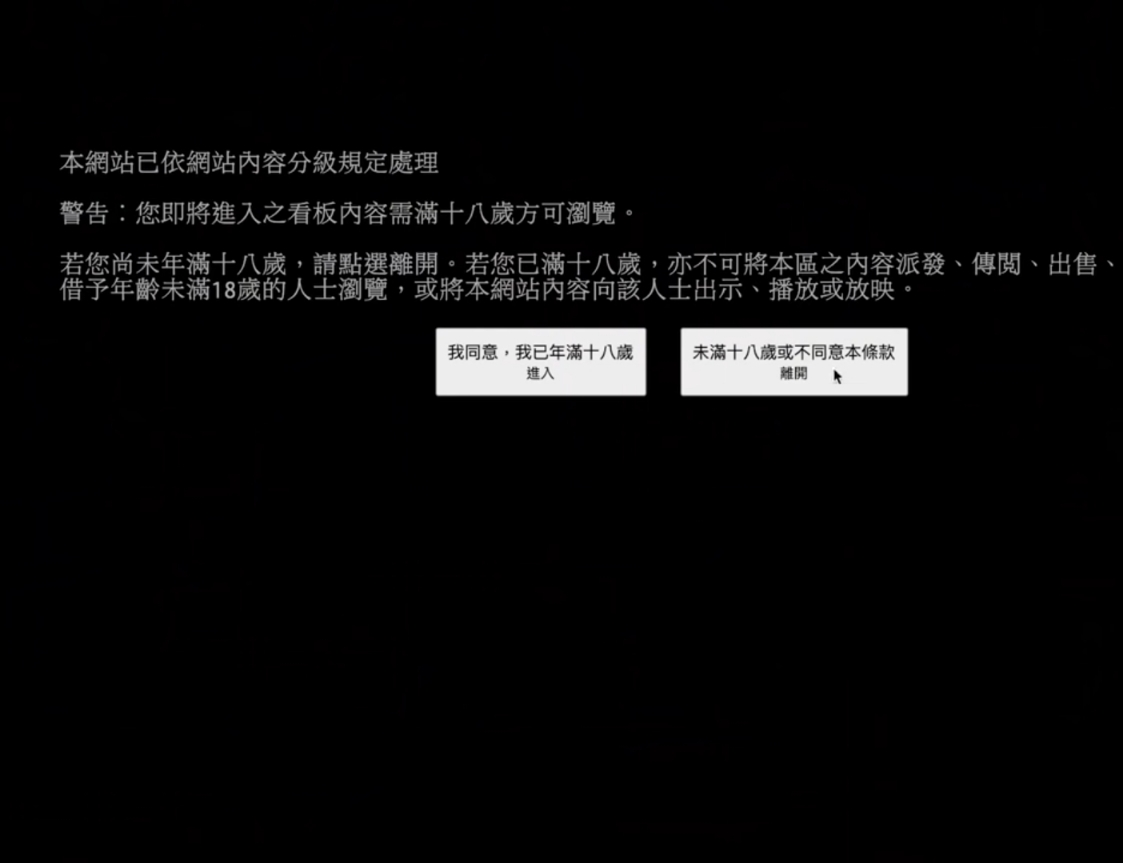 本網站已依網站內容分級規定處理
警告：您即將進入之看板內容需滿十八歲方可瀏覽。
若您尚未年滿十八歲，請點選離開。若您已滿十八歲，亦不可將本區之內容派發、傳閱、出售、
借予年齡未滿18歲的人士瀏覽，或將本網站內容向該人士出示、播放或放映。
我同意，我已年滿十八歲
進入
未滿十八歲或不同意本條款
離開